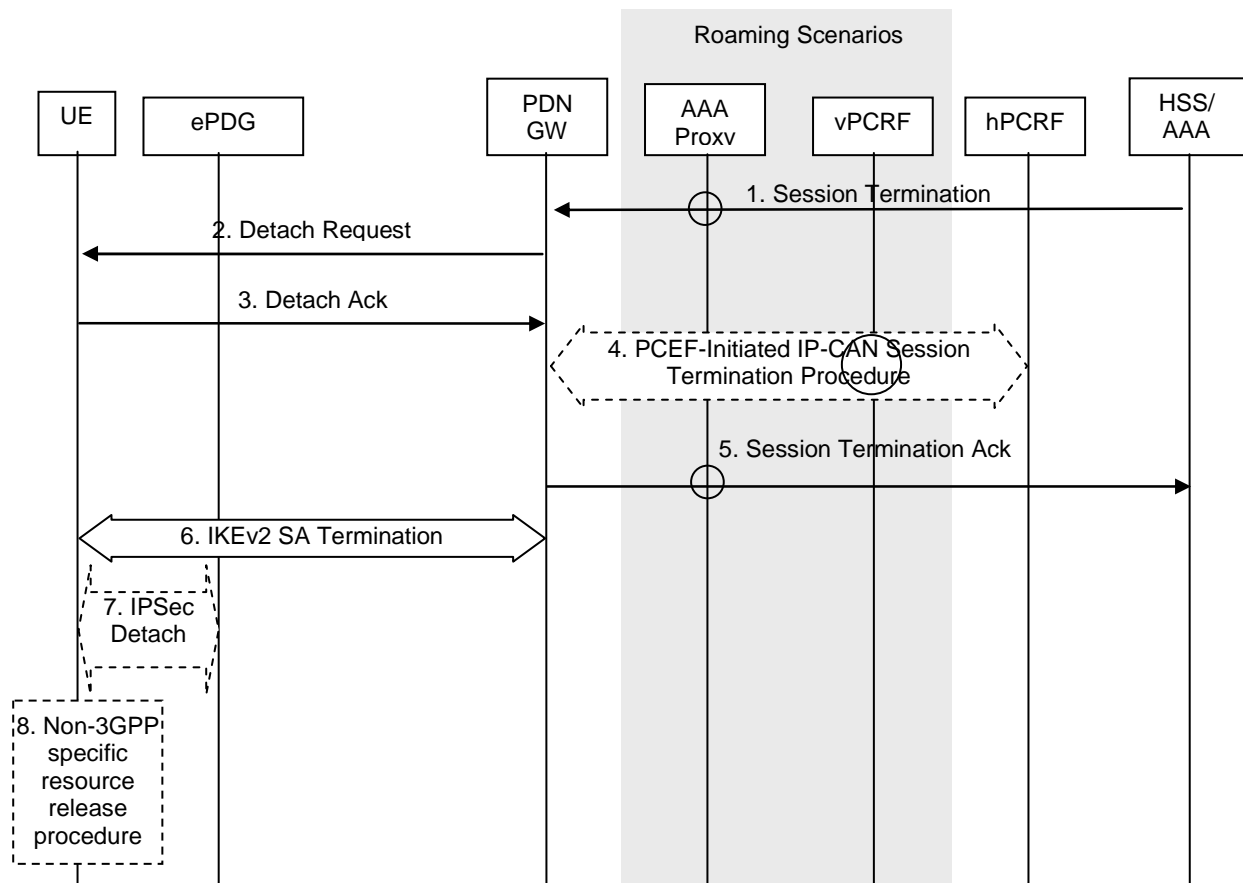 Roaming Scenarios
UE
ePDG
PDN
GW
AAA
Proxv
vPCRF
hPCRF
HSS/
AAA
1. Session Termination
2. Detach Request
3. Detach Ack
4. PCEF-Initiated IP-CAN Session
Termination Procedure
5. Session Termination Ack
6. IKEv2 SA Termination
7. IPSec
Detach
8. Non-3GPP
specific
resource
release
procedure